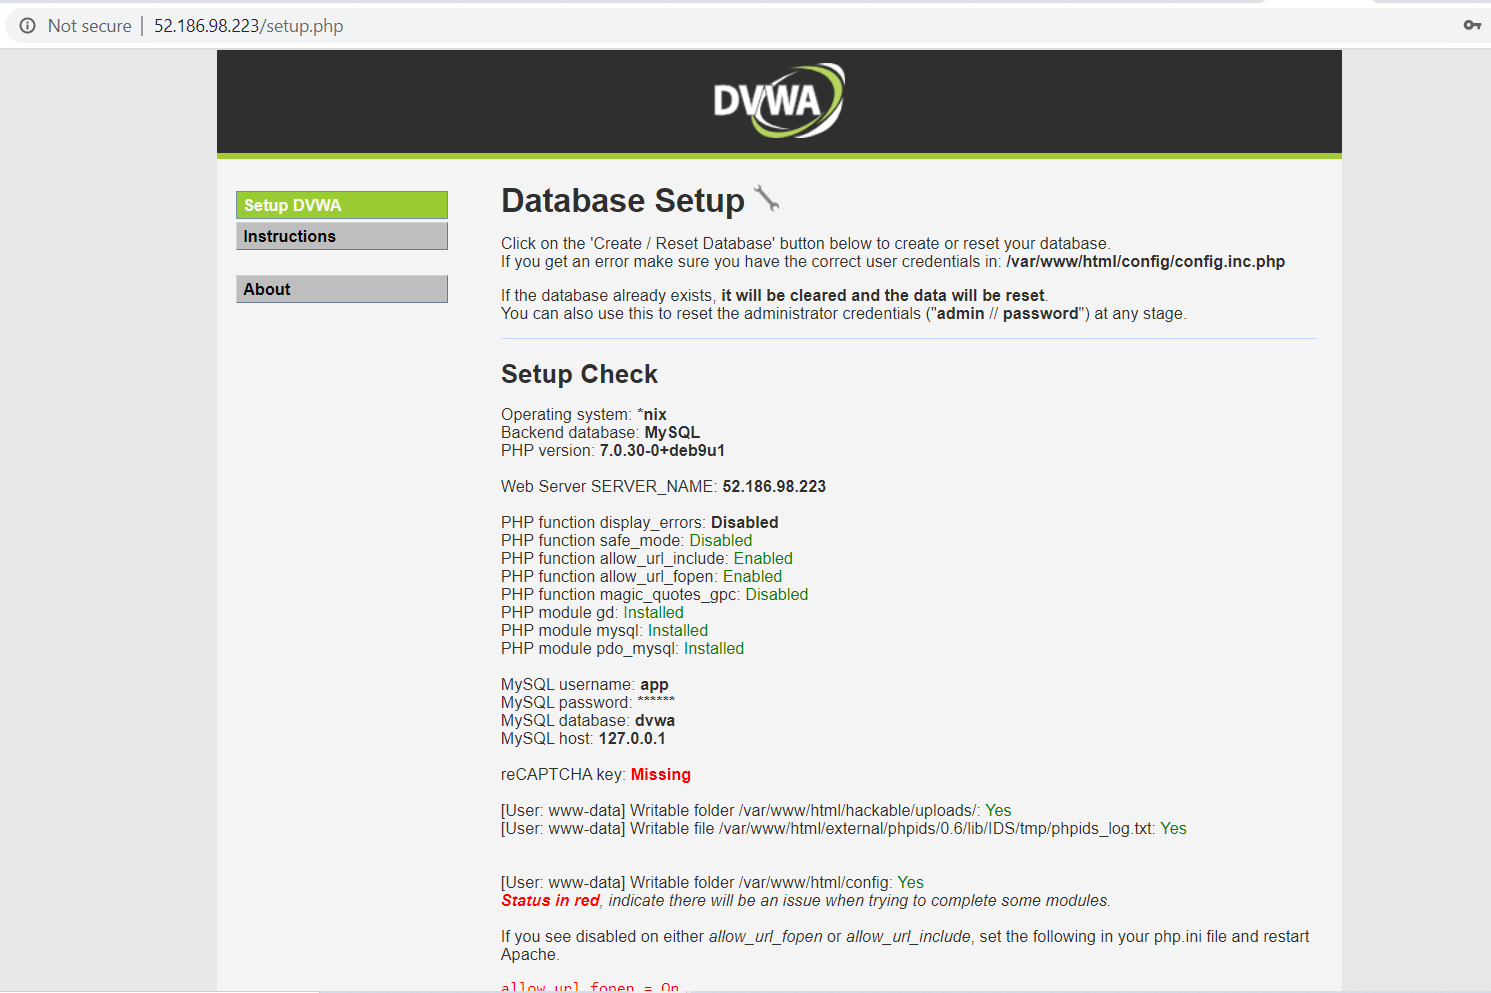 Not secure | 52.186.98.223/setup.php
DVWA
Setup DVWA
Instructions
About
Database Setup
Click on the 'Create / Reset Database' button below to create or reset your database.
If you get an error make sure you have the correct user credentials in: /var/www/html/config/config.inc.php
If the database already exists, it will be cleared and the data will be reset.
You can also use this to reset the administrator credentials ("admin // password") at any stage.
Setup Check
Operating system: *nix
Backend database: MySQL
PHP version: 7.0.30-0+deb9u1
Web Server SERVER_NAME: 52.186.98.223
PHP function display_errors: Disabled
PHP function safe_mode: Disabled
PHP function allow_url_include: Enabled
PHP function allow_url_fopen: Enabled
PHP function magic_quotes_gpc: Disabled
PHP module gd: Installed
PHP module mysql: Installed
PHP module pdo_mysql: Installed
MySQL username: app
MySQL password: ******
MySQL database: dvwa
MySQL host: 127.0.0.1
reCAPTCHA key: Missing
[User: www-data] Writable folder /var/www/html/hackable/uploads/: Yes
[User: www-data] Writable file /var/www/html/external/phpids/0.6/lib/IDS/tmp/phpids_log.txt: Yes
[User: www-data] Writable folder /var/www/html/config: Yes
Status in red, indicate there will be an issue when trying to complete some modules.
If you see disabled on either allow_url_fopen or allow_url_include, set the following in your php.ini file and restart
Apache.
allow_url_fopen = On